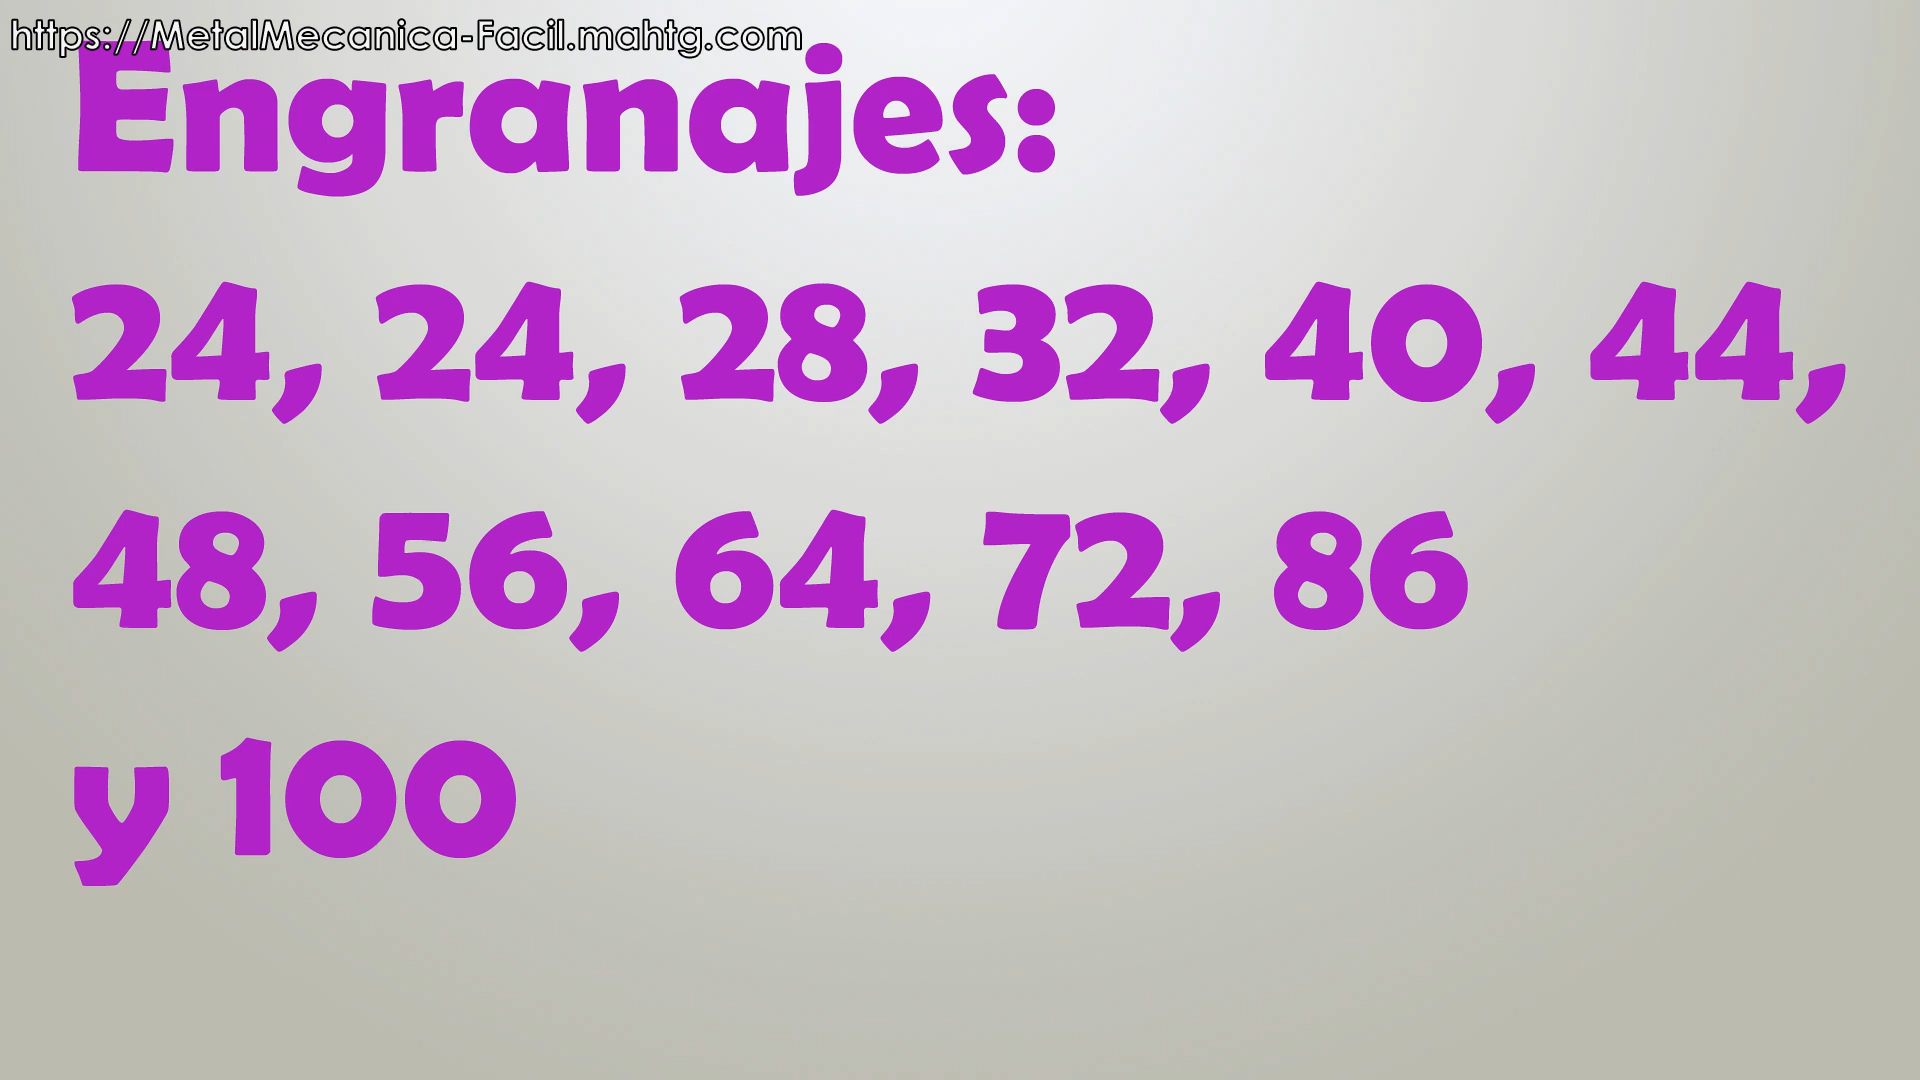 https://MetalMecanica-Facil.mahtg.com
Engranajes:
24, 24, 28, 32, 40, 44,
48, 56, 64, 72, 86
y 100